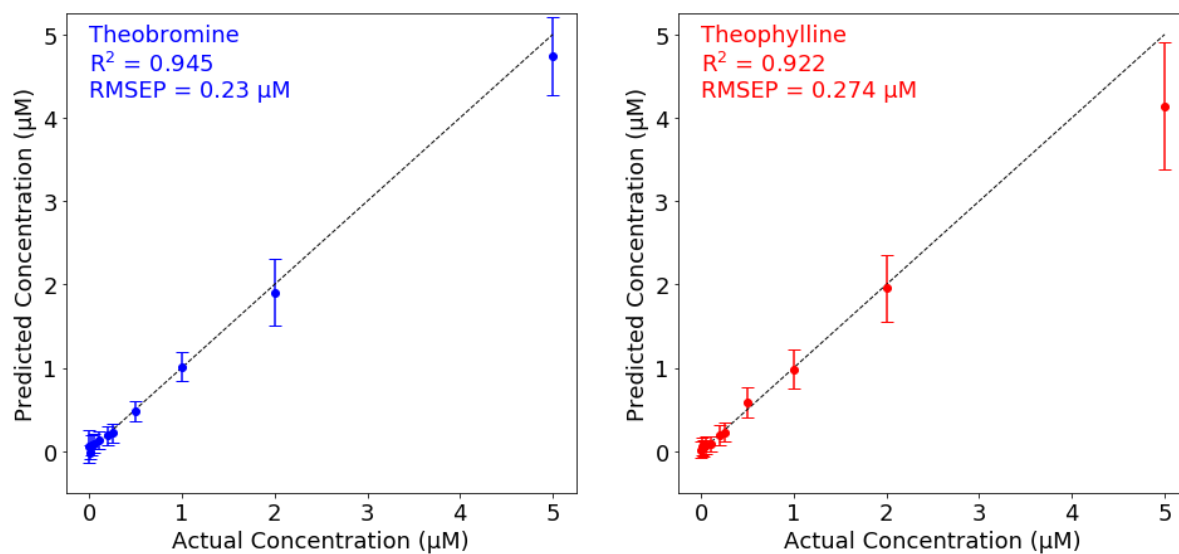 Theobromine
R² = 0.945
RMSEP = 0.23 μM
Predicted Concentration (μM)
5
4
3
2
1
0
0 1 2 3 4 5
Actual Concentration (μM)
Theophylline
R² = 0.922
RMSEP = 0.274 μM
Predicted Concentration (μM)
5
4
3
2
1
0
0 1 2 3 4 5
Actual Concentration (μM)